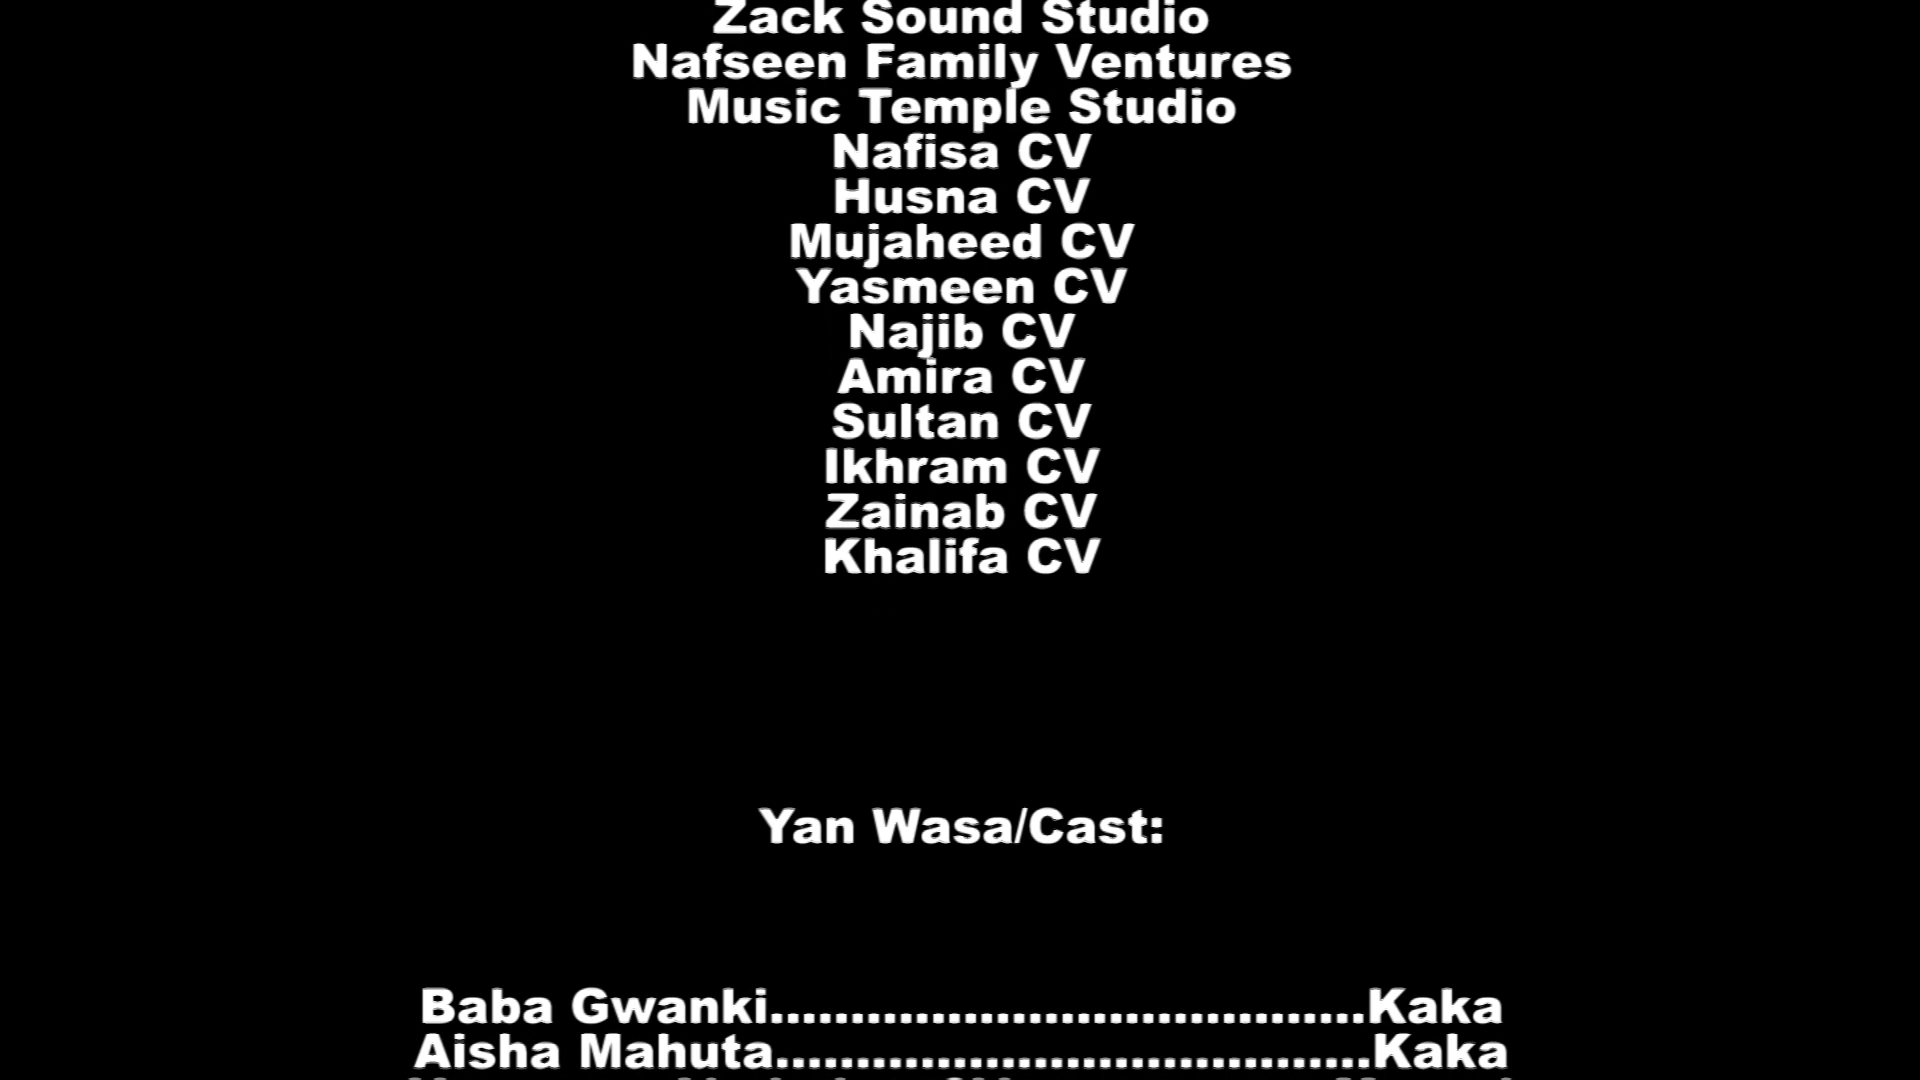 Zack Sound Studio
Nafseen Family Ventures
Music Temple Studio
Nafisa CV
Husna CV
Mujaheed CV
Yasmeen CV
Najib CV
Amira CV
Sultan CV
Ikhram CV
Zainab CV
Khalifa CV
Yan Wasa/Cast:
Baba Gwanki.....................................Kaka
Aisha Mahuta.....................................Kaka